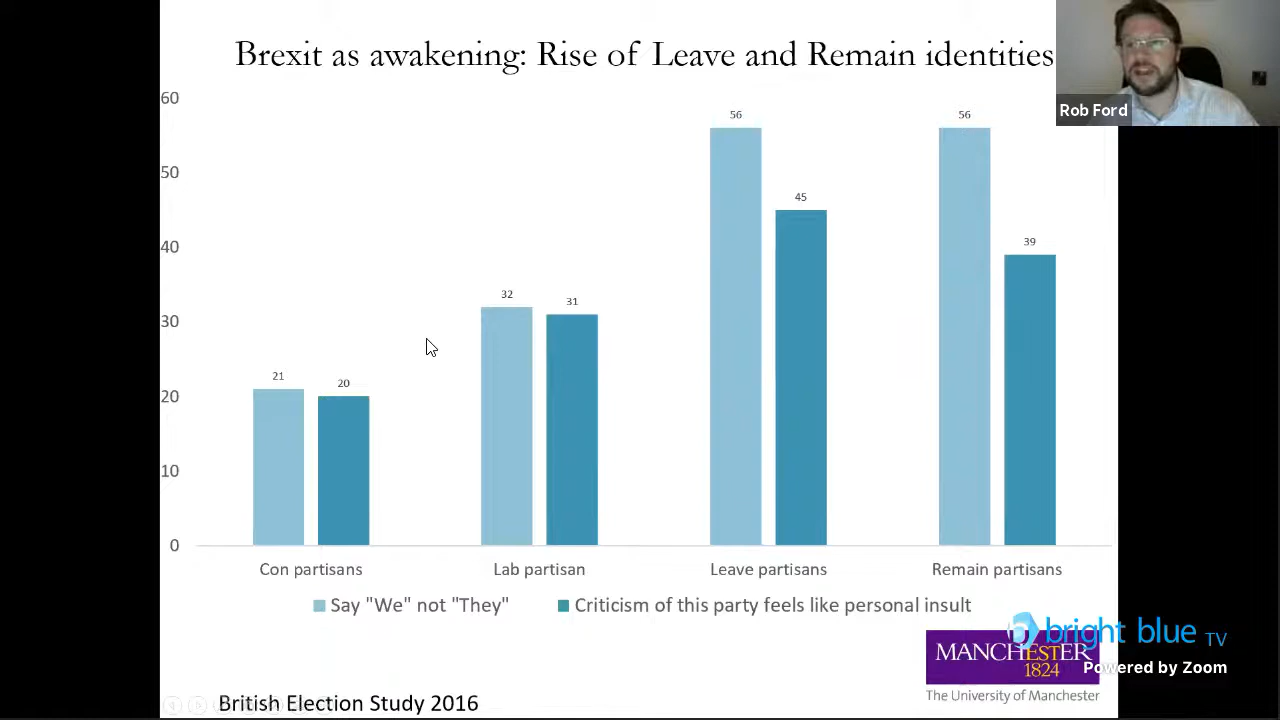 Brexit as awakening: Rise of Leave and Remain identities
Rob Ford
60
50
40
30
20
10
0
21
20
32
31
56
45
56
39
Con partisans
Lab partisan
Leave partisans
Remain partisans
Say "We" not "They"
Criticism of this party feels like personal insult
bright blue TV
MANCHESTER
1824
Powered by Zoom
The University of Manchester
British Election Study 2016